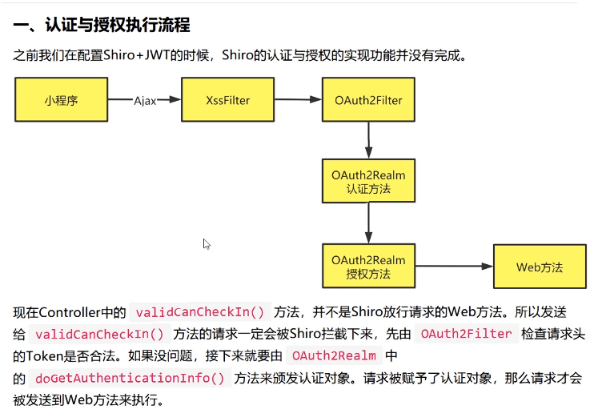 一、认证与授权执行流程
之前我们在配置Shiro+JWT的时候，Shiro的认证与授权的实现功能并没有完成。
小程序
Ajax
XssFilter
OAuth2Filter
OAuth2Realm
认证方法
OAuth2Realm
授权方法
Web方法
现在Controller中的 validCanCheckIn() 方法，并不是Shiro放行请求的Web方法。所以发送
给 validCanCheckIn() 方法的请求一定会被Shiro拦截下来，先由 OAuth2Filter 检查请求头
的Token是否合法。如果没问题，接下来就要由 OAuth2Realm 中
的 doGetAuthenticationInfo() 方法来颁发认证对象。请求被赋予了认证对象，那么请求才会
被发送到Web方法来执行。